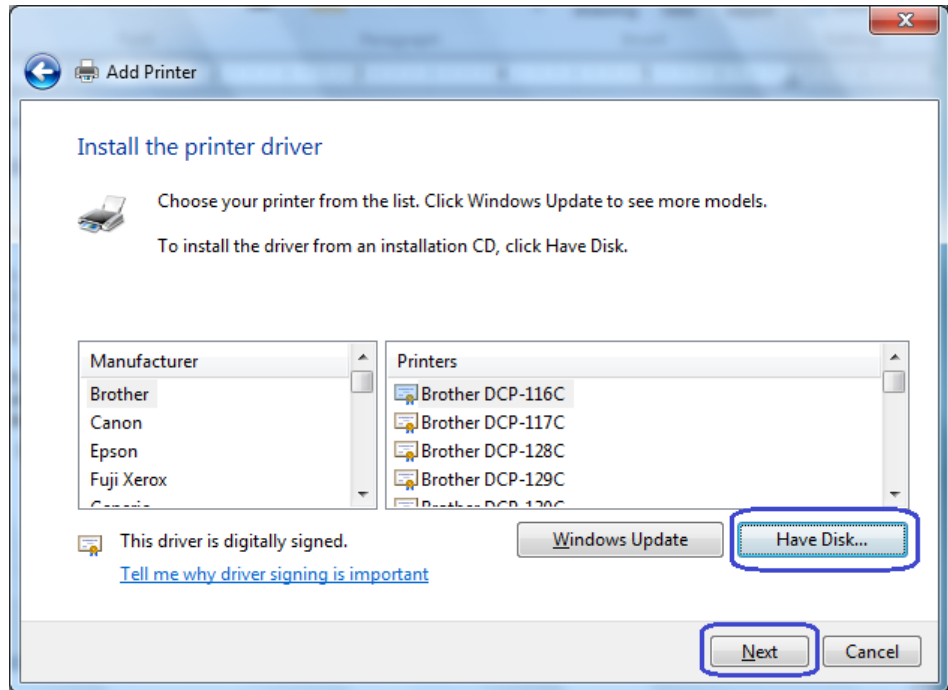 Add Printer
Install the printer driver
Choose your printer from the list. Click Windows Update to see more models.
To install the driver from an installation CD, click Have Disk.
Manufacturer
Brother
Canon
Epson
Fuji Xerox
Printers
Brother DCP-116C
Brother DCP-117C
Brother DCP-128C
Brother DCP-129C
This driver is digitally signed.
Tell me why driver signing is important
Windows Update
Have Disk...
Next
Cancel